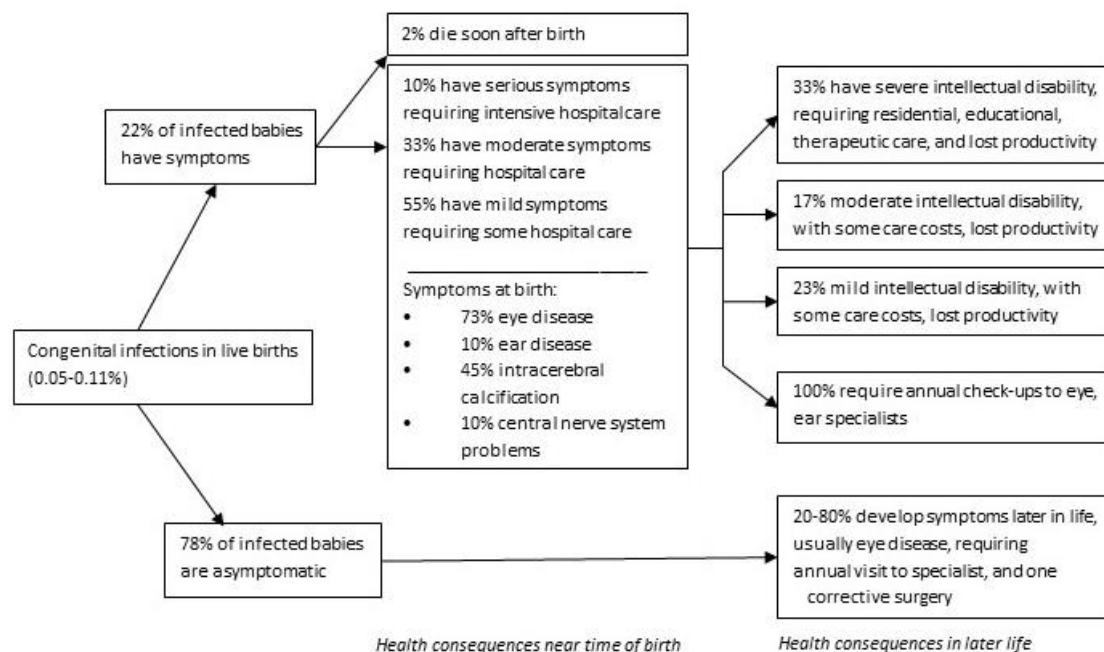 2% die soon after birth
10% have serious symptoms
requiring intensive hospital care
33% have moderate symptoms
requiring hospital care
55% have mild symptoms
requiring some hospital care
Symptoms at birth:
• 73% eye disease
• 10% ear disease
• 45% intracerebral
calcification
• 10% central nerve system
problems
22% of infected babies
have symptoms
Congenital infections in live births
(0.05-0.11%)
78% of infected babies
are asymptomatic
33% have severe intellectual disability,
requiring residential, educational,
therapeutic care, and lost productivity
17% moderate intellectual disability,
with some care costs, lost productivity
23% mild intellectual disability, with
some care costs, lost productivity
100% require annual check-ups to eye,
ear specialists
20-80% develop symptoms later in life,
usually eye disease, requiring
annual visit to specialist, and one
corrective surgery
Health consequences near time of birth
Health consequences in later life